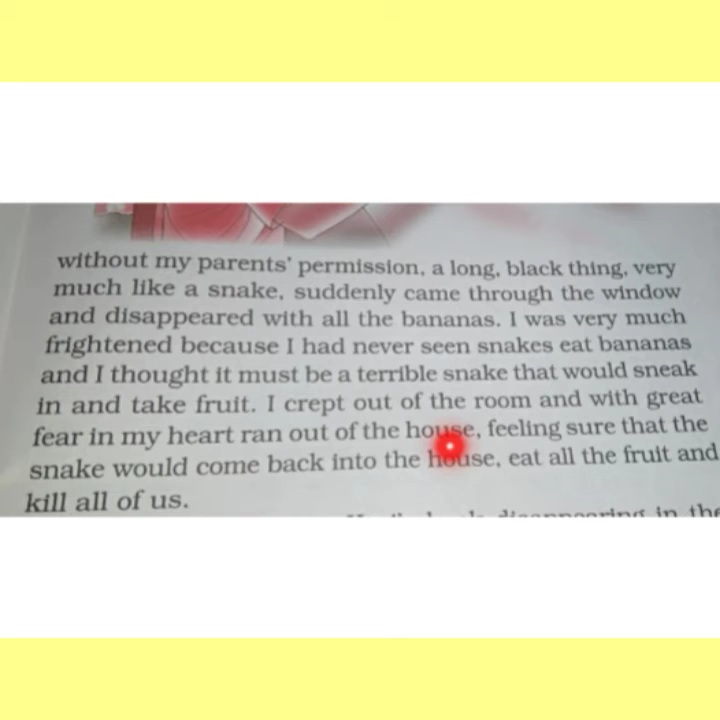 without my parents' permission, a long, black thing, very
much like a snake, suddenly came through the window
and disappeared with all the bananas. I was very much
frightened because I had never seen snakes eat bananas
and I thought it must be a terrible snake that would sneak
in and take fruit. I crept out of the room and with great
fear in my heart ran out of the house, feeling sure that the
snake would come back into the house, eat all the fruit and
kill all of us.
disappearing in the